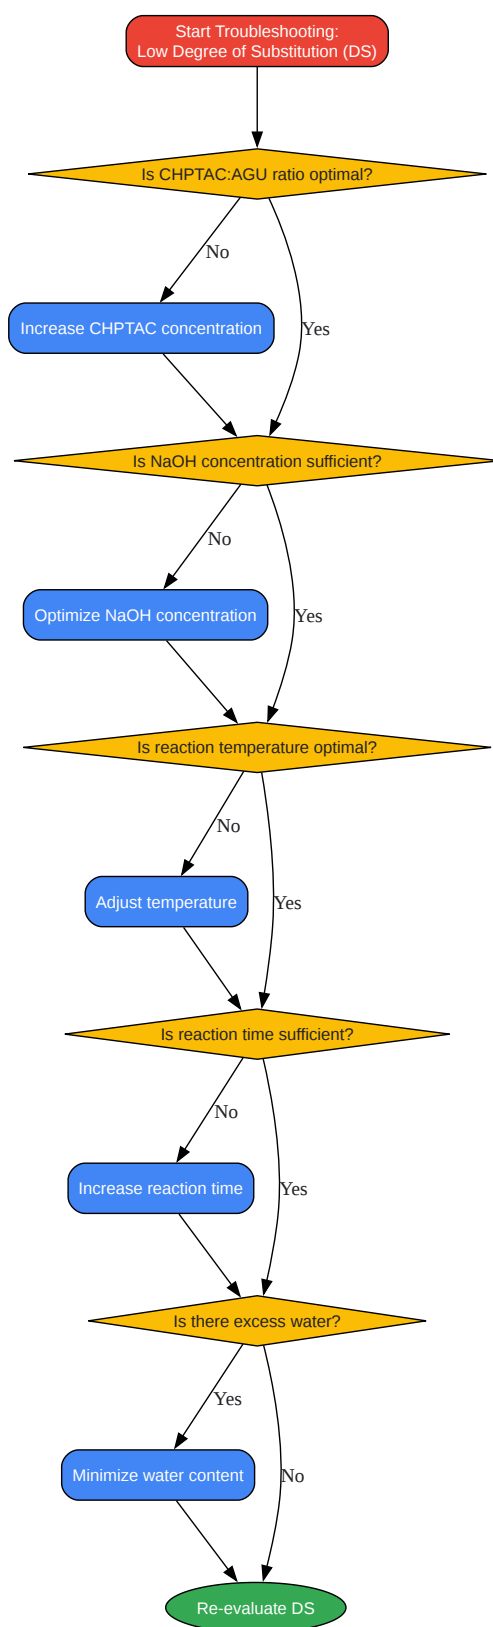 Start Troubleshooting:
Low Degree of Substitution (DS)
Is CHPTAC:AGU ratio optimal?
No
Increase CHPTAC concentration
Yes
Is NaOH concentration sufficient?
No
Optimize NaOH concentration
Yes
Is reaction temperature optimal?
No
Adjust temperature
Yes
Is reaction time sufficient?
No
Increase reaction time
Yes
Is there excess water?
Yes
Minimize water content
No
Re-evaluate DS